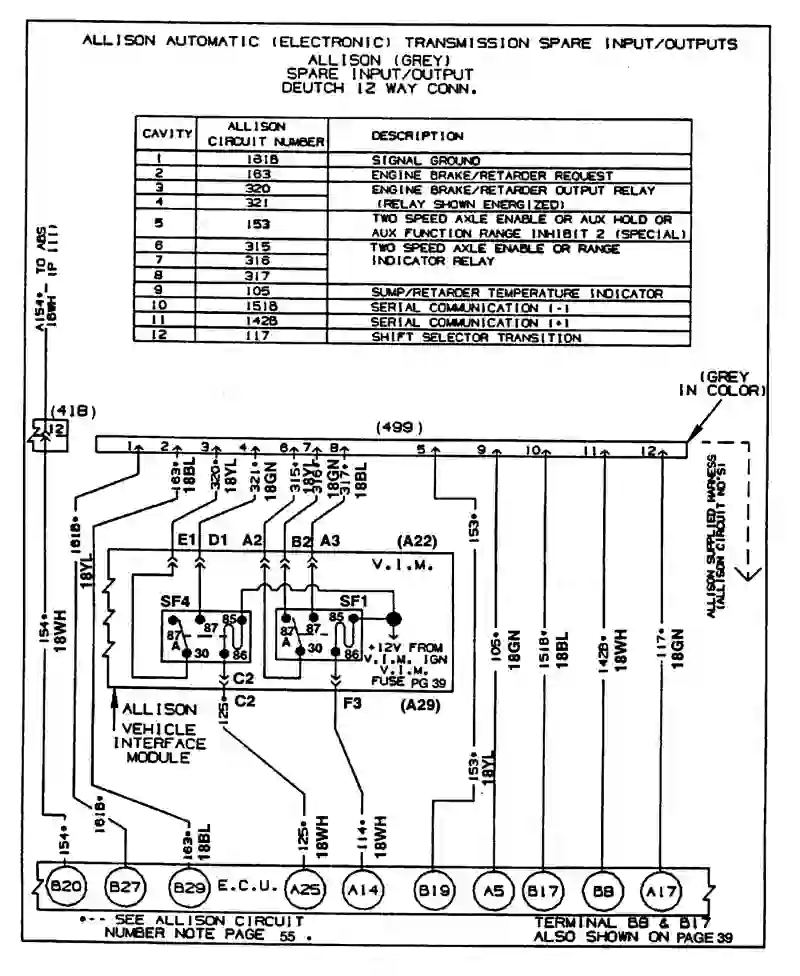 ALLISON AUTOMATIC (ELECTRONIC) TRANSMISSION SPARE INPUT/OUTPUTS
ALLISON (GREY)
SPARE INPUT/OUTPUT
DEUTCH 12 WAY CONN.
CAVITY ALLISON CIRCUIT NUMBER DESCRIPTION
1 161B SIGNAL GROUND
2 163 ENGINE BRAKE/RETARDER REQUEST
3 320 ENGINE BRAKE/RETARDER OUTPUT RELAY
4 321 (RELAY SHOWN ENERGIZED)
5 153 TWO SPEED AXLE ENABLE OR AUX HOLD OR
AUX FUNCTION RANGE INHIBIT 2 (SPECIAL)
6 315 TWO SPEED AXLE ENABLE OR RANGE
7 316 INDICATOR RELAY
8 317
9 105 SUMP/RETARDER TEMPERATURE INDICATOR
10 151B SERIAL COMMUNICATION (-)
11 142B SERIAL COMMUNICATION (+)
12 117 SHIFT SELECTOR TRANSITION
A154* - TO ABS
18WH - (P 111)
(GREY
IN COLOR)
(418)
12
(499)
1 2 3 4 6 7 8 5 9 10 11 12
163* 18BL
320* 18YL
321* 18GN
315* 18YL
316* 18GN
317* 18BL
153*
161B*
18YL
ALLISON SUPPLIED HARNESS
(ALLISON CIRCUIT NO'S)
E1 D1 A2 B2 A3 (A22)
V.I.M.
SF4 85 SF1 85
87 87 87 87
A 30 86 A 30 86
+12V FROM
V.I.M. IGN
V.I.M.
FUSE PG 39
C2
C2 F3 (A29)
125*
154*
18WH
105*
18GN
151B*
18BL
142B*
18WH
117*
18GN
ALLISON
VEHICLE
INTERFACE
MODULE
153*
18YL
154*
161B*
163*
18BL
125*
18WH
114*
18WH
B20 B27 B29 E.C.U. A25 A14 B19 A5 B17 B8 A17
*-- SEE ALLISON CIRCUIT
NUMBER NOTE PAGE 55 .
TERMINAL B8 & B17
ALSO SHOWN ON PAGE 39